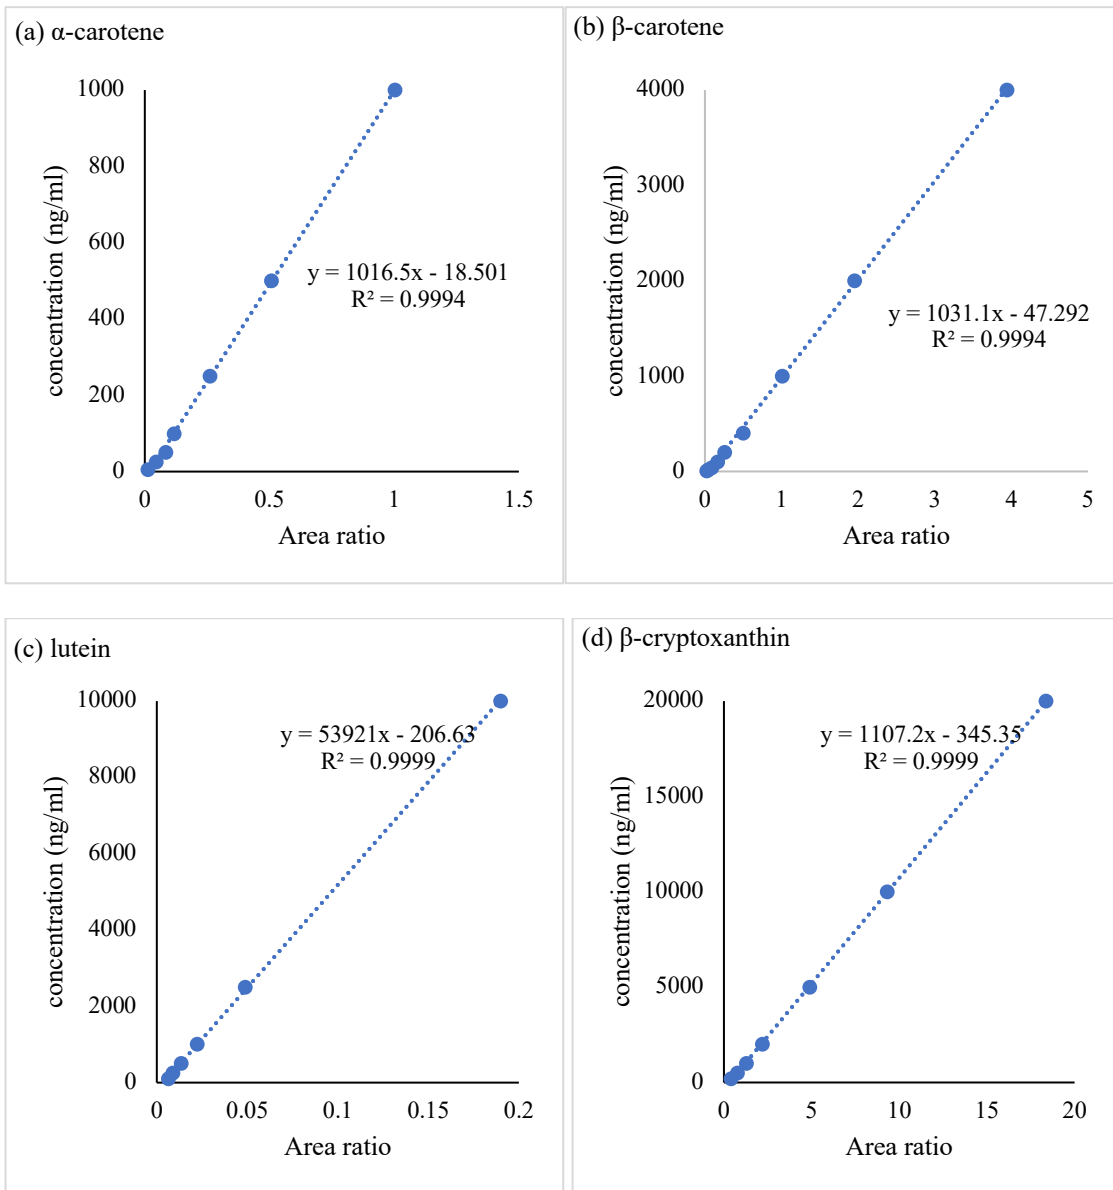 (a) α-carotene
1000
800
600
400
200
0
concentration (ng/ml)
y = 1016.5x - 18.501
R² = 0.9994
0 0.5 1 1.5
Area ratio
(b) β-carotene
4000
3000
2000
1000
0
concentration (ng/ml)
y = 1031.1x - 47.292
R² = 0.9994
0 1 2 3 4 5
Area ratio
(c) lutein
10000
8000
6000
4000
2000
0
concentration (ng/ml)
y = 53921x - 206.63
R² = 0.9999
0 0.05 0.1 0.15 0.2
Area ratio
(d) β-cryptoxanthin
20000
15000
10000
5000
0
concentration (ng/ml)
y = 1107.2x - 345.35
R² = 0.9999
0 5 10 15 20
Area ratio